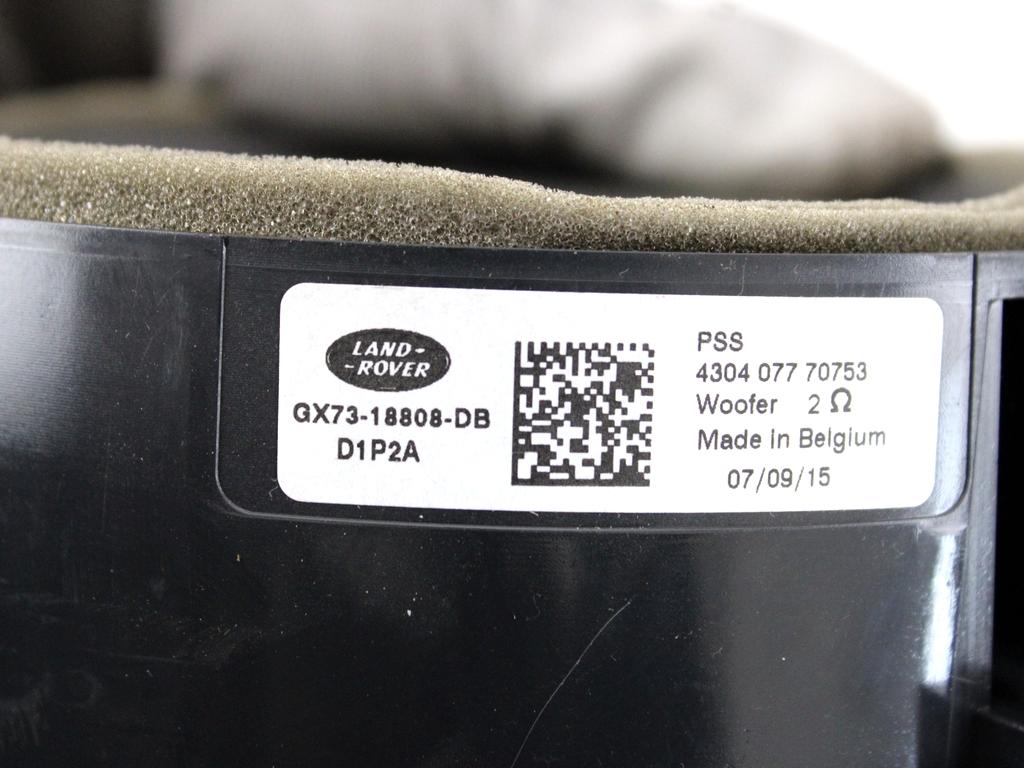 LAND-
-ROVER
GX73-18808-DB
D1P2A
PSS
4304 077 70753
Woofer 2 Ω
Made in Belgium
07/09/15